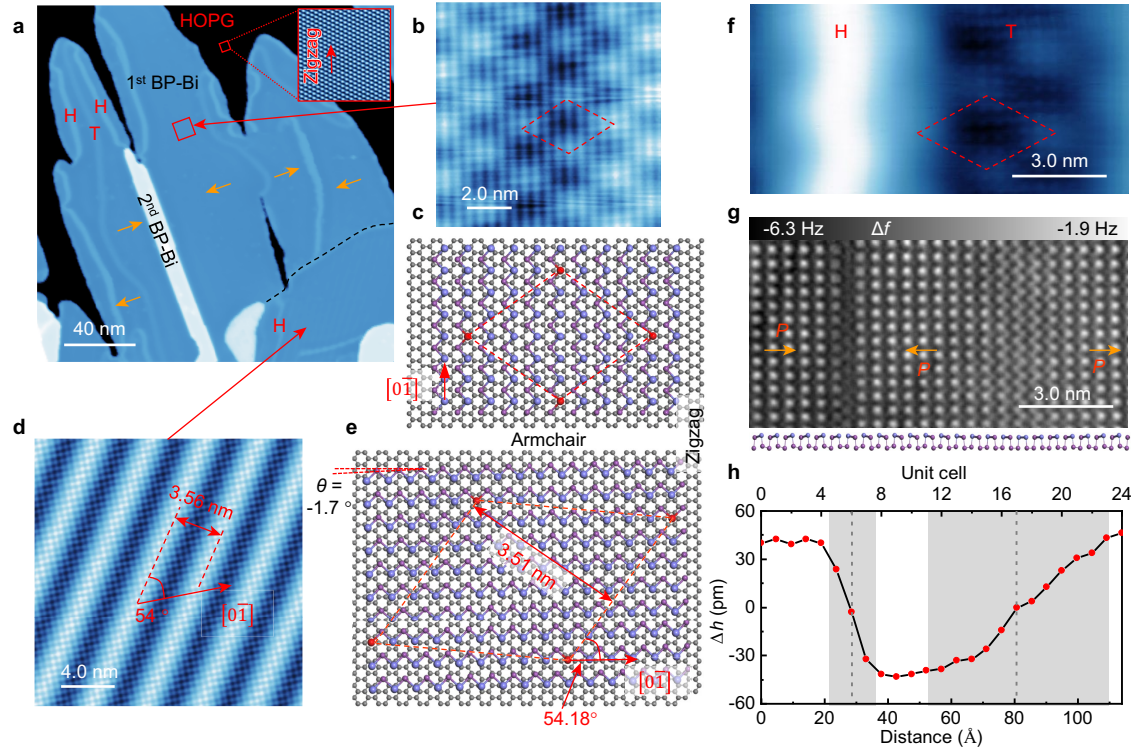 a
HOPG
Zigzag
1st BP-Bi
H
H
T
2nd BP-Bi
40 nm
H
b
2.0 nm
c
[01̅]
Armchair
Zigzag
d
3.56 nm
54 °
[01̅]
4.0 nm
e
θ =
-1.7 °
3.51 nm
[01̅]
54.18°
f
H
T
3.0 nm
g
-6.3 Hz Δf -1.9 Hz
P P P
3.0 nm
h
Unit cell
0 4 8 12 16 20 24
60
30
0
-30
-60
Δh (pm)
0 20 40 60 80 100
Distance (Å)